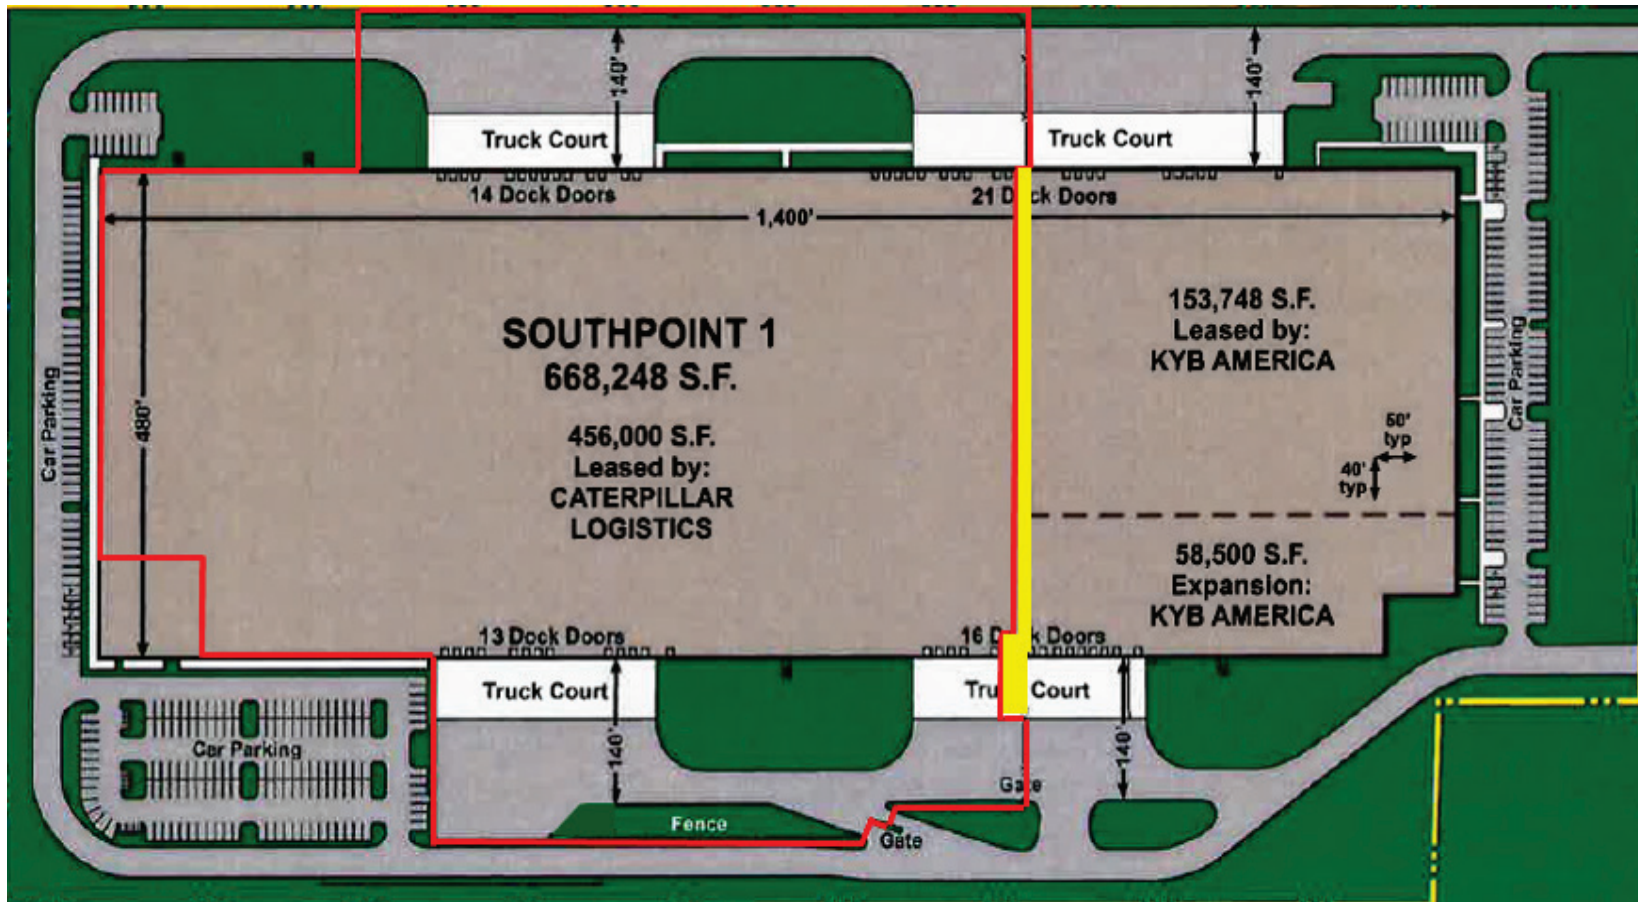 140'
140'
Truck Court
Truck Court
14 Dock Doors
21 Dock Doors
1,400'
SOUTHPOINT 1
668,248 S.F.
456,000 S.F.
Leased by:
CATERPILLAR
LOGISTICS
153,748 S.F.
Leased by:
KYB AMERICA
Car Parking
480'
Car Parking
50'
typ
40'
typ
58,500 S.F.
Expansion:
KYB AMERICA
13 Dock Doors
16 Dock Doors
Truck Court
Truck Court
Car Parking
140'
140'
Gate
Fence
Gate